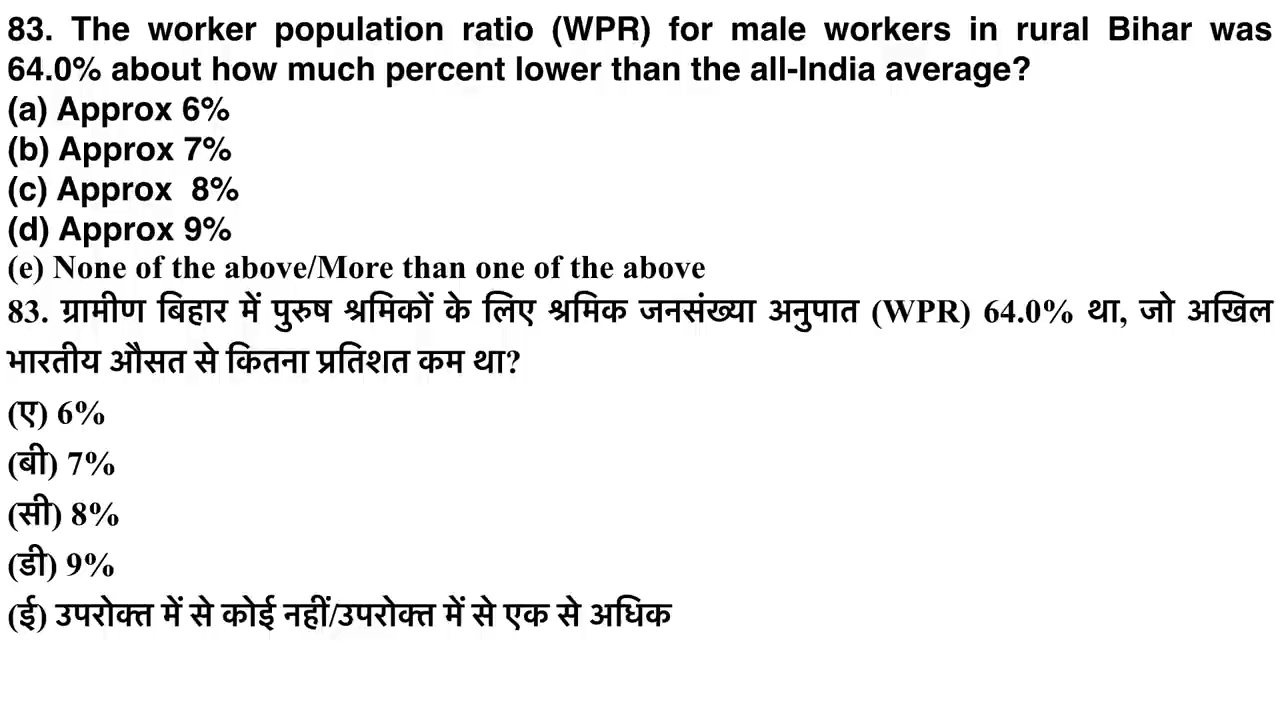 83. The worker population ratio (WPR) for male workers in rural Bihar was
64.0% about how much percent lower than the all-India average?
(a) Approx 6%
(b) Approx 7%
(c) Approx 8%
(d) Approx 9%
(e) None of the above/More than one of the above
83. ग्रामीण बिहार में पुरुष श्रमिकों के लिए श्रमिक जनसंख्या अनुपात (WPR) 64.0% था, जो अखिल
भारतीय औसत से कितना प्रतिशत कम था?
(ए) 6%
(बी) 7%
(सी) 8%
(डी) 9%
(ई) उपरोक्त में से कोई नहीं/उपरोक्त में से एक से अधिक